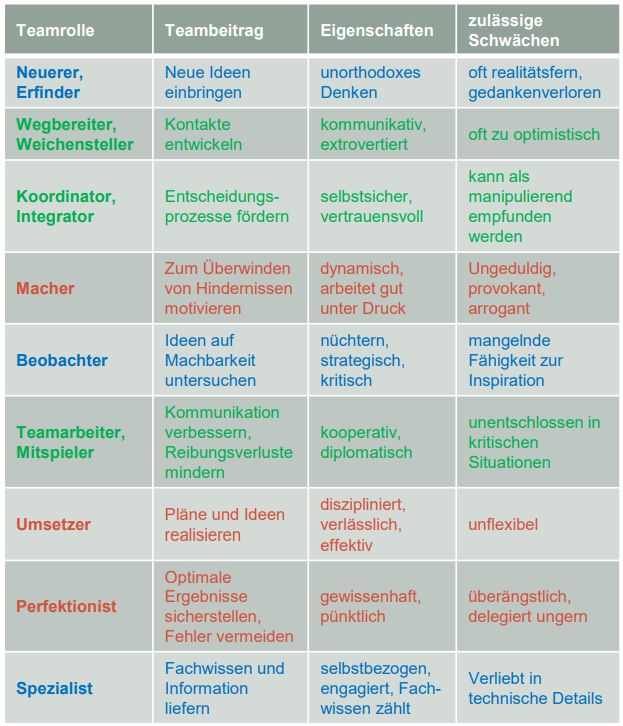 Teamrolle
Teambeitrag
Eigenschaften
zulässige
Schwächen
Neuerer,
Erfinder
Neue Ideen
einbringen
unorthodoxes
Denken
oft realitätsfern,
gedankenverloren
Wegbereiter,
Weichensteller
Kontakte
entwickeln
kommunikativ,
extrovertiert
oft zu optimistisch
Koordinator,
Integrator
Entscheidungs-
prozesse fördern
selbstsicher,
vertrauensvoll
kann als
manipulierend
empfunden
werden
Macher
Zum Überwinden
von Hindernissen
motivieren
dynamisch,
arbeitet gut
unter Druck
Ungeduldig,
provokant,
arrogant
Beobachter
Ideen auf
Machbarkeit
untersuchen
nüchtern,
strategisch,
kritisch
mangelnde
Fähigkeit zur
Inspiration
Teamarbeiter,
Mitspieler
Kommunikation
verbessern,
Reibungsverluste
mindern
kooperativ,
diplomatisch
unentschlossen in
kritischen
Situationen
Umsetzer
Pläne und Ideen
realisieren
diszipliniert,
verlässlich,
effektiv
unflexibel
Perfektionist
Optimale
Ergebnisse
sicherstellen,
Fehler vermeiden
gewissenhaft,
pünktlich
überängstlich,
delegiert ungern
Spezialist
Fachwissen und
Information
liefern
selbstbezogen,
engagiert, Fach-
wissen zählt
Verliebt in
technische Details